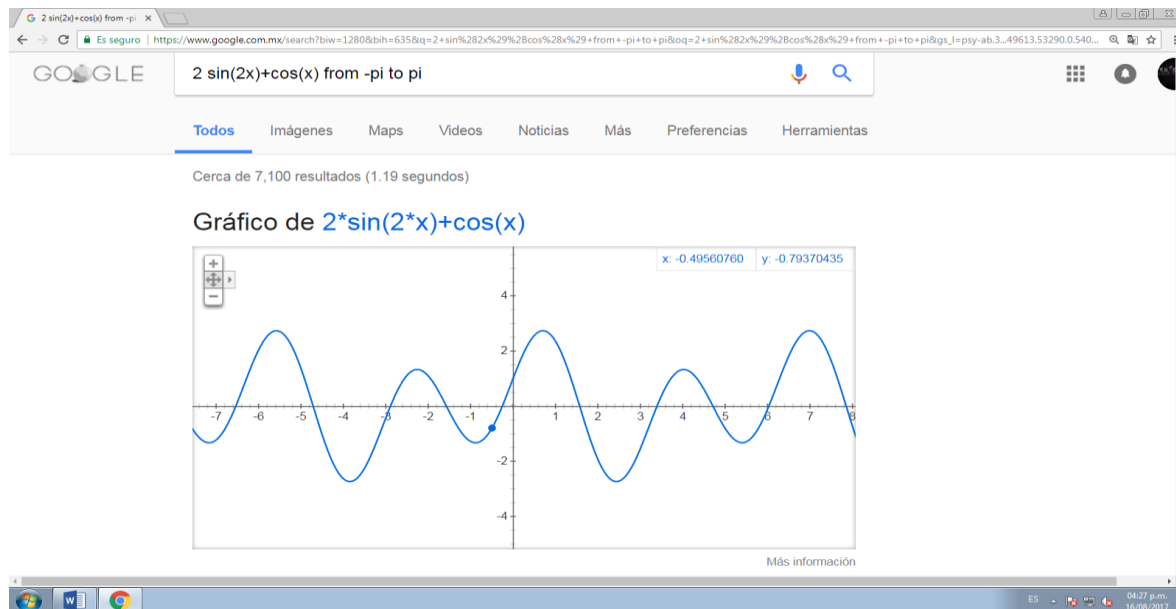 2 sin(2x)+cos(x) from -pi
Es seguro | https://www.google.com.mx/search?biw=1280&bih=635&q=2+sin%282x%29%2Bcos%28x%29+from+-pi+to+pi&oq=2+sin%282x%29%2Bcos%28x%29+from+-pi+to+pi&gs_l=psy-ab.3...49613.53290.0.540...
GOOGLE
2 sin(2x)+cos(x) from -pi to pi
Todos Imágenes Maps Videos Noticias Más Preferencias Herramientas
Cerca de 7,100 resultados (1.19 segundos)
Gráfico de 2*sin(2*x)+cos(x)
x: -0.49560760 y: -0.79370435
4
2
-7 -6 -5 -4 -3 -2 -1 1 2 3 4 5 6 7 8
-2
-4
Más información
ES 04:27 p.m.
16/08/2017